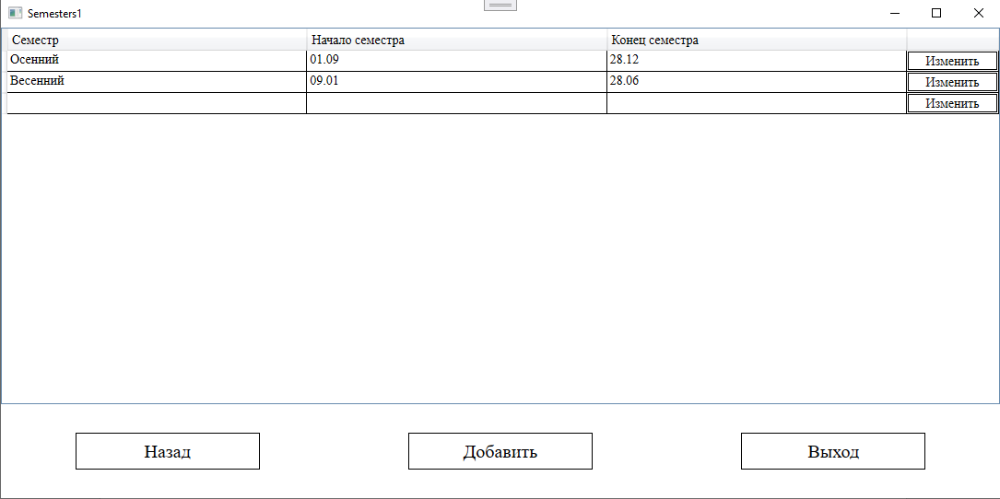 Semesters1
Семестр Начало семестра Конец семестра
Осенний 01.09 28.12 Изменить
Весенний 09.01 28.06 Изменить
Изменить
Назад Добавить Выход